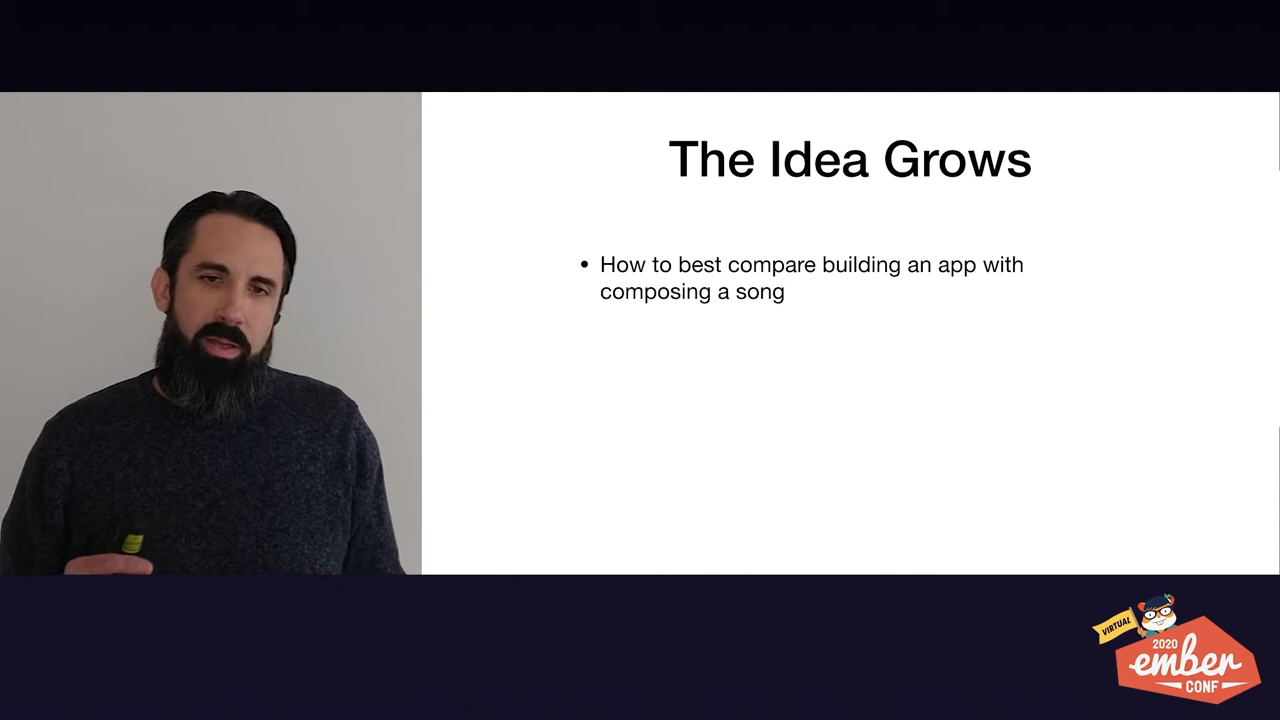 The Idea Grows
• How to best compare building an app with
composing a song
VIRTUAL
2020
ember
CONF